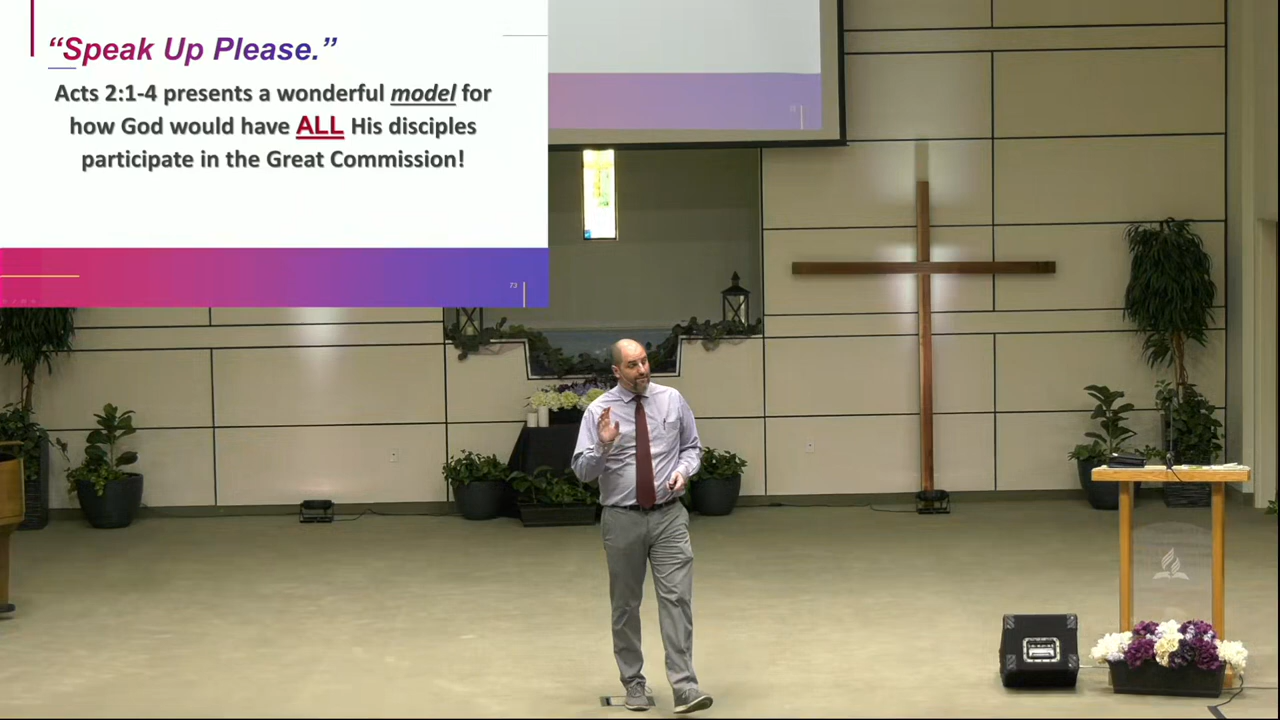 “Speak Up Please.”
Acts 2:1-4 presents a wonderful model for
how God would have ALL His disciples
participate in the Great Commission!
73